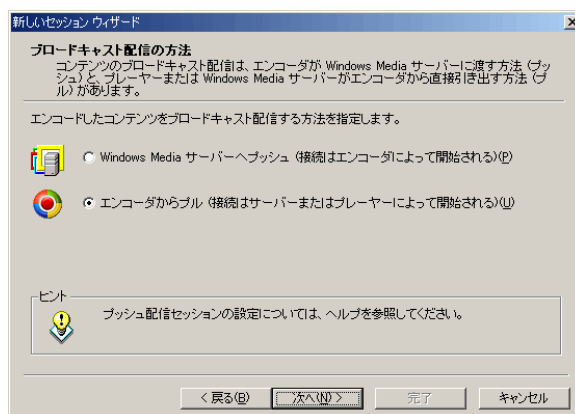 新しいセッション ウィザード
ブロードキャスト配信の方法
コンテンツのブロードキャスト配信は、エンコーダが Windows Media サーバーに渡す方法 (プッ
シュ) と、プレーヤーまたは Windows Media サーバーがエンコーダから直接引き出す方法 (プ
ル) があります。
エンコードしたコンテンツをブロードキャスト配信する方法を指定します。
Windows Media サーバーへプッシュ (接続はエンコーダによって開始される)(P)
エンコーダからプル (接続はサーバーまたはプレーヤーによって開始される)(U)
ヒント
プッシュ配信セッションの設定については、ヘルプを参照してください。
< 戻る(B) 次へ(N) > 完了 キャンセル